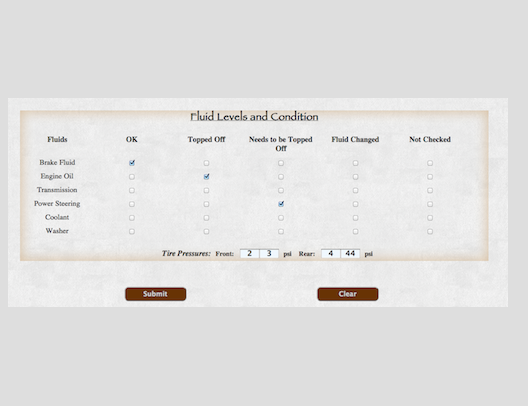 Fluid Levels and Condition
Fluids OK Topped Off Needs to be Topped Off Fluid Changed Not Checked
Brake Fluid
Engine Oil
Transmission
Power Steering
Coolant
Washer
Tire Pressures: Front: 2 3 psi Rear: 4 44 psi
Submit Clear